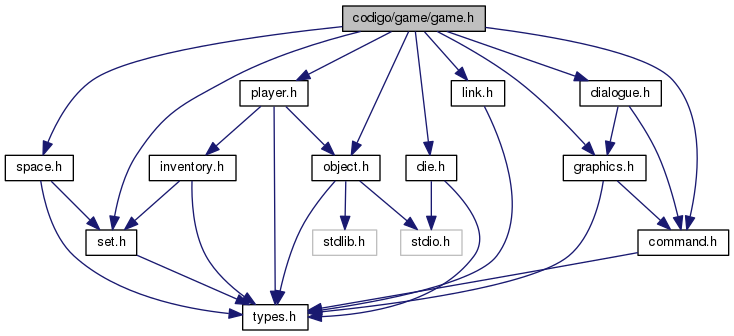 codigo/game/game.h
player.h
link.h
dialogue.h
space.h
inventory.h
object.h
die.h
graphics.h
set.h
stdlib.h
stdio.h
command.h
types.h